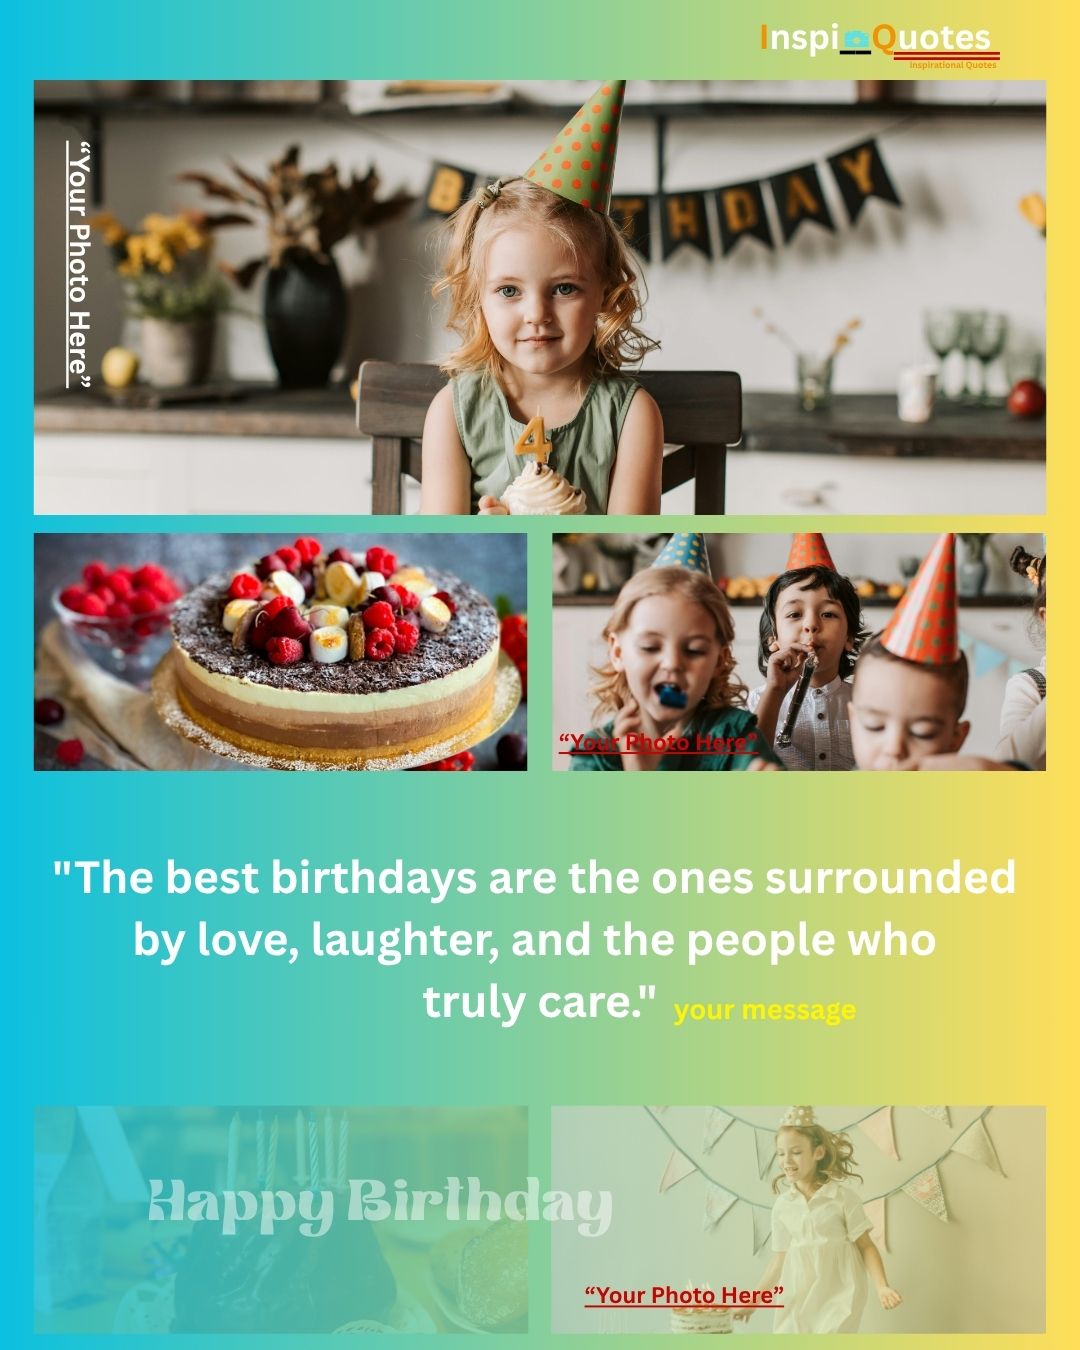 InspiQuotes
Inspirational Quotes
B THDAY
“Your Photo Here”
4
“Your Photo Here”
"The best birthdays are the ones surrounded
by love, laughter, and the people who
truly care." your message
Happy Birthday
“Your Photo Here”